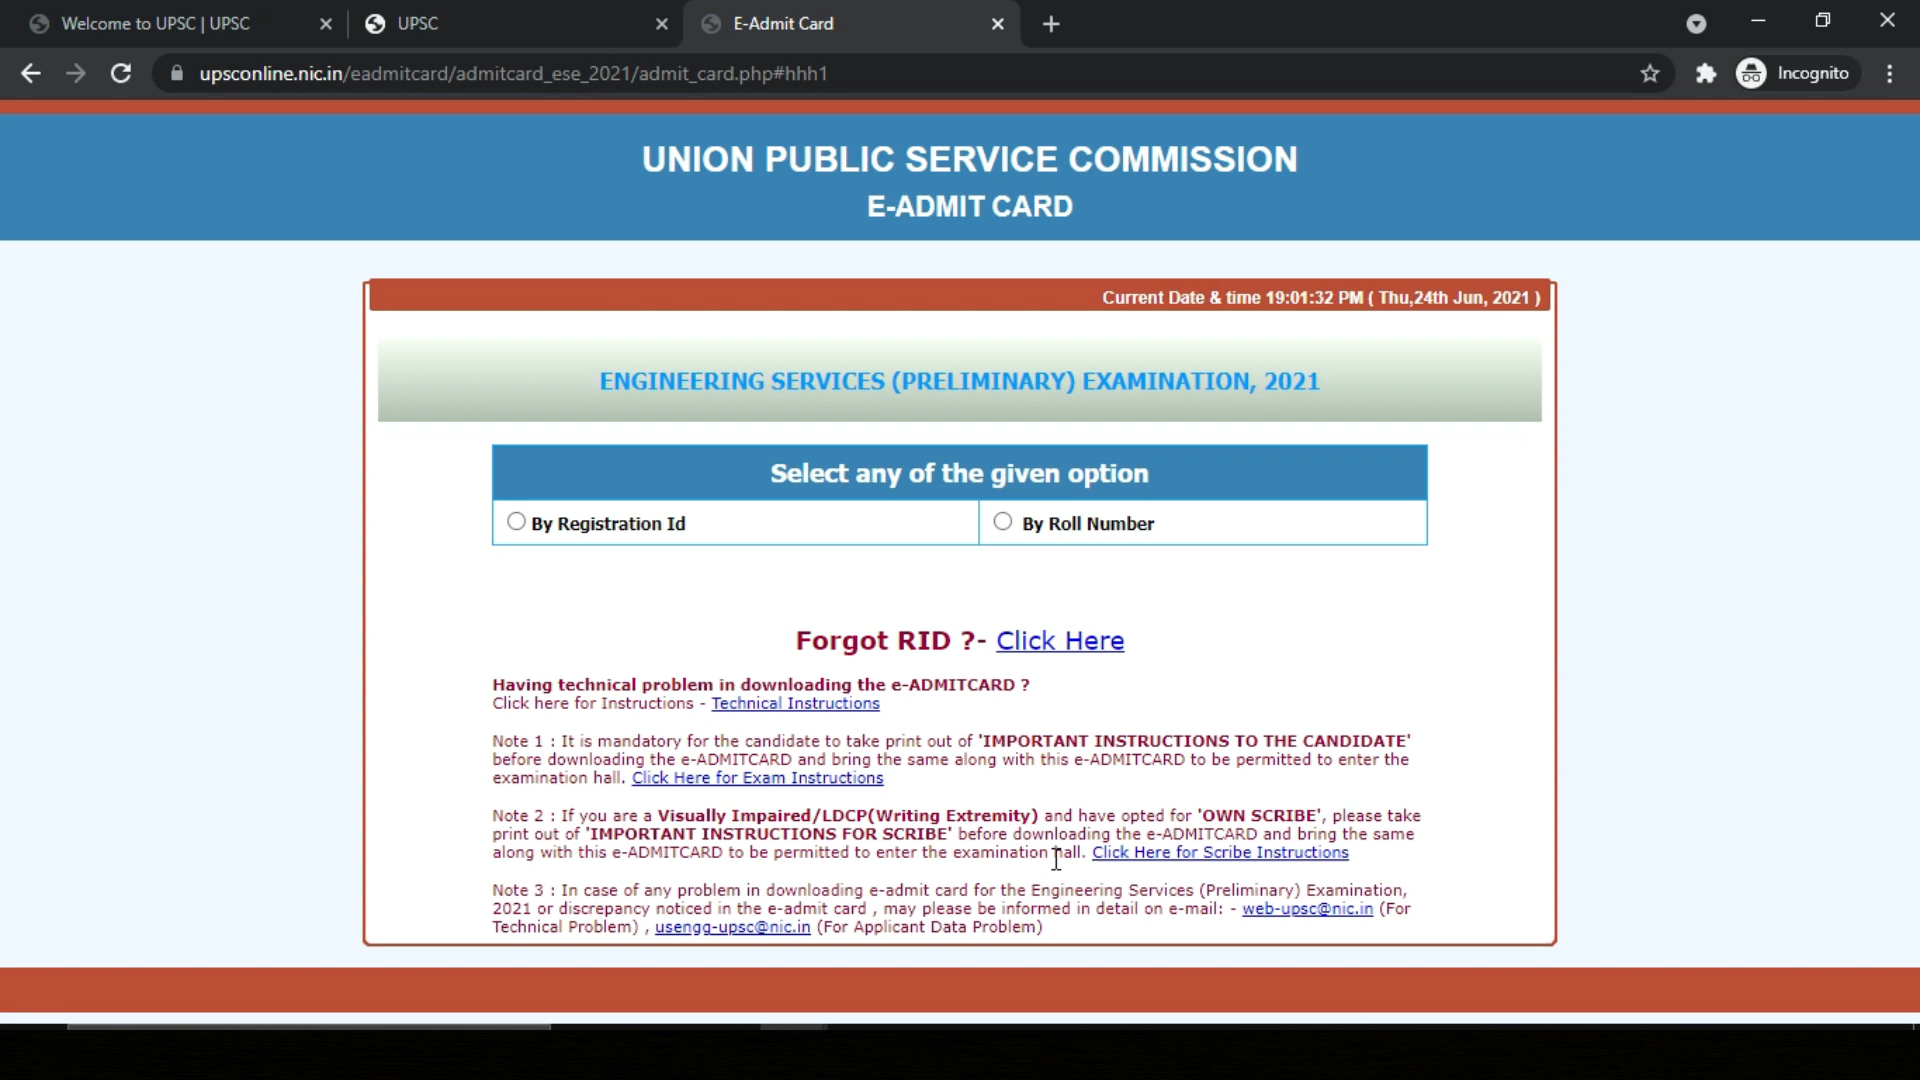 Welcome to UPSC | UPSC
UPSC
E-Admit Card
upsconline.nic.in/eadmitcard/admitcard_ese_2021/admit_card.php#hhh1
Incognito
UNION PUBLIC SERVICE COMMISSION
E-ADMIT CARD
Current Date & time 19:01:32 PM ( Thu,24th Jun, 2021 )
ENGINEERING SERVICES (PRELIMINARY) EXAMINATION, 2021
Select any of the given option
By Registration Id
By Roll Number
Forgot RID ?- Click Here
Having technical problem in downloading the e-ADMITCARD ?
Click here for Instructions - Technical Instructions
Note 1 : It is mandatory for the candidate to take print out of 'IMPORTANT INSTRUCTIONS TO THE CANDIDATE'
before downloading the e-ADMITCARD and bring the same along with this e-ADMITCARD to be permitted to enter the
examination hall. Click Here for Exam Instructions
Note 2 : If you are a Visually Impaired/LDCP(Writing Extremity) and have opted for 'OWN SCRIBE', please take
print out of 'IMPORTANT INSTRUCTIONS FOR SCRIBE' before downloading the e-ADMITCARD and bring the same
along with this e-ADMITCARD to be permitted to enter the examination hall. Click Here for Scribe Instructions
Note 3 : In case of any problem in downloading e-admit card for the Engineering Services (Preliminary) Examination,
2021 or discrepancy noticed in the e-admit card , may please be informed in detail on e-mail: - web-upsc@nic.in (For
Technical Problem) , usengg-upsc@nic.in (For Applicant Data Problem)